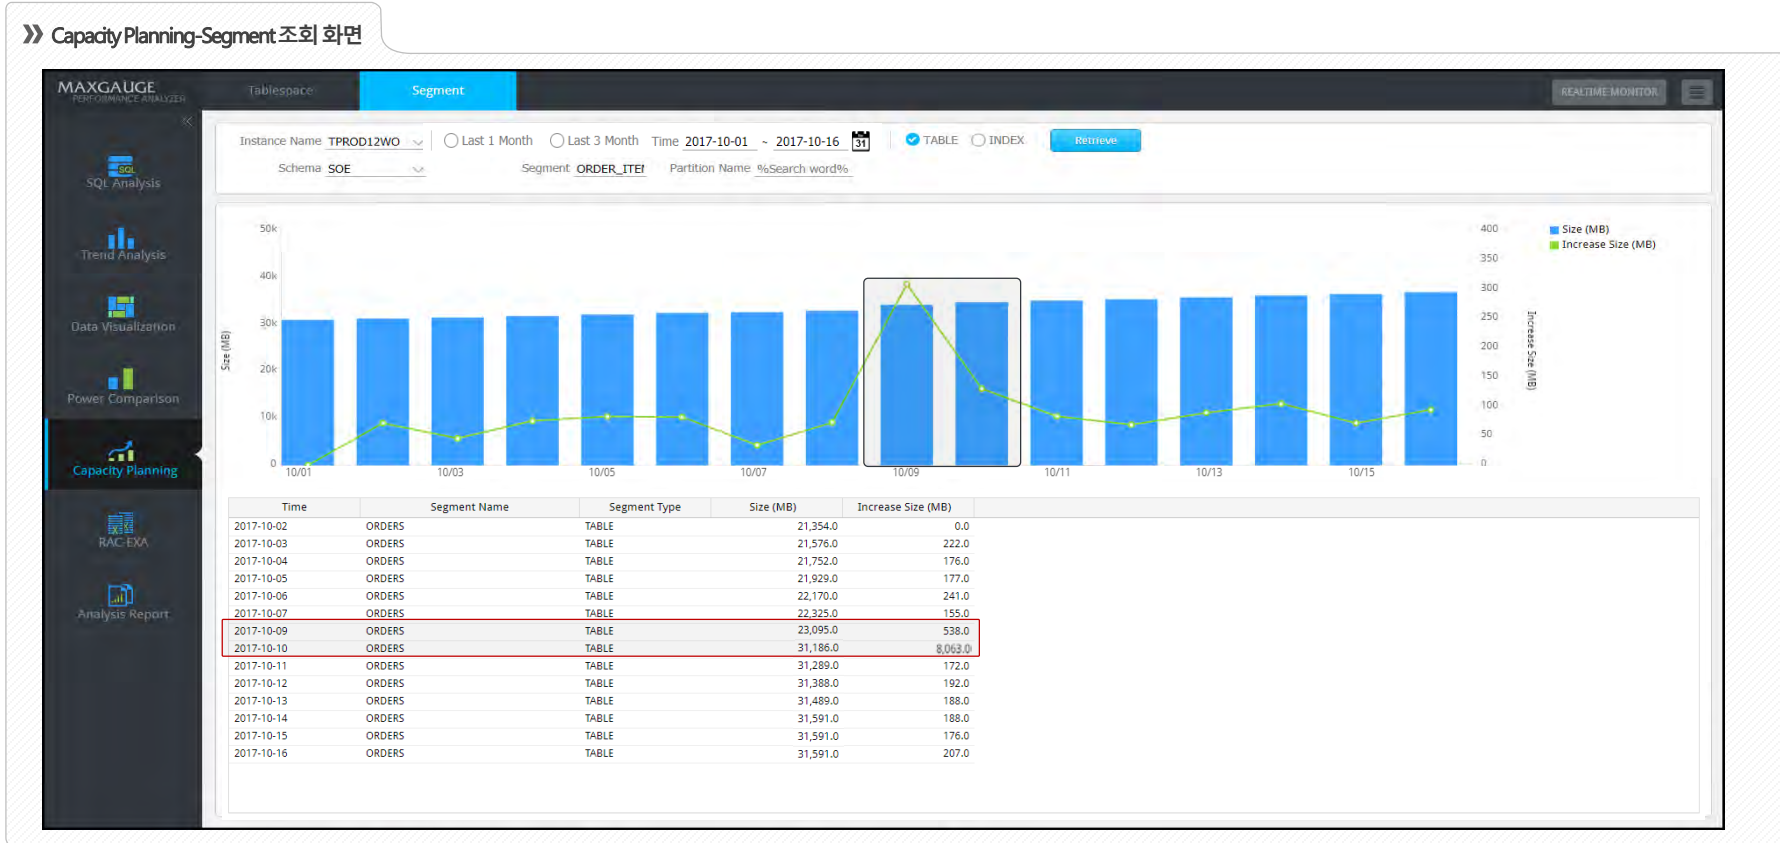 Capacity Planning-Segment 조회 화면
MAXGAUGE
PERFORMANCE ANALYZER
Tablespace
Segment
REALTIME MONITOR
SQL
SQL Analysis
Trend Analysis
Data Visualization
Power Comparison
Capacity Planning
RAC-EXA
Analysis Report
Instance Name TPROD12WO Last 1 Month Last 3 Month Time 2017-10-01 ~ 2017-10-16 31 TABLE INDEX Retrieve
Schema SOE Segment ORDER_ITEM Partition Name %Search word%
Size (MB)
50k
40k
30k
20k
10k
0
10/01 10/03 10/05 10/07 10/09 10/11 10/13 10/15
400
350
300
250
200
150
100
50
0
Increase Size (MB)
Size (MB)
Increase Size (MB)
Time Segment Name Segment Type Size (MB) Increase Size (MB)
2017-10-02 ORDERS TABLE 21,354.0 0.0
2017-10-03 ORDERS TABLE 21,576.0 222.0
2017-10-04 ORDERS TABLE 21,752.0 176.0
2017-10-05 ORDERS TABLE 21,929.0 177.0
2017-10-06 ORDERS TABLE 22,170.0 241.0
2017-10-07 ORDERS TABLE 22,325.0 155.0
2017-10-09 ORDERS TABLE 23,095.0 538.0
2017-10-10 ORDERS TABLE 31,186.0 8,063.0
2017-10-11 ORDERS TABLE 31,289.0 172.0
2017-10-12 ORDERS TABLE 31,388.0 192.0
2017-10-13 ORDERS TABLE 31,489.0 188.0
2017-10-14 ORDERS TABLE 31,591.0 188.0
2017-10-15 ORDERS TABLE 31,591.0 176.0
2017-10-16 ORDERS TABLE 31,591.0 207.0